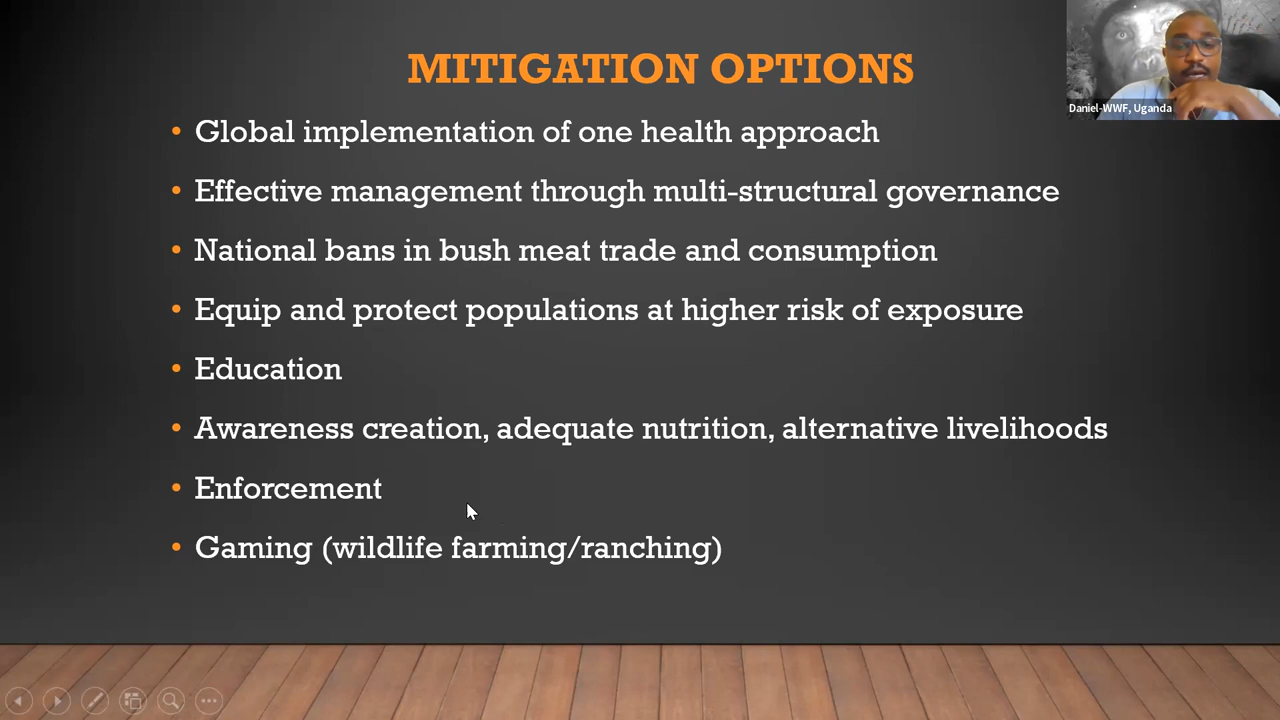 MITIGATION OPTIONS
Daniel-WWF, Uganda
• Global implementation of one health approach
• Effective management through multi-structural governance
• National bans in bush meat trade and consumption
• Equip and protect populations at higher risk of exposure
• Education
• Awareness creation, adequate nutrition, alternative livelihoods
• Enforcement
• Gaming (wildlife farming/ranching)